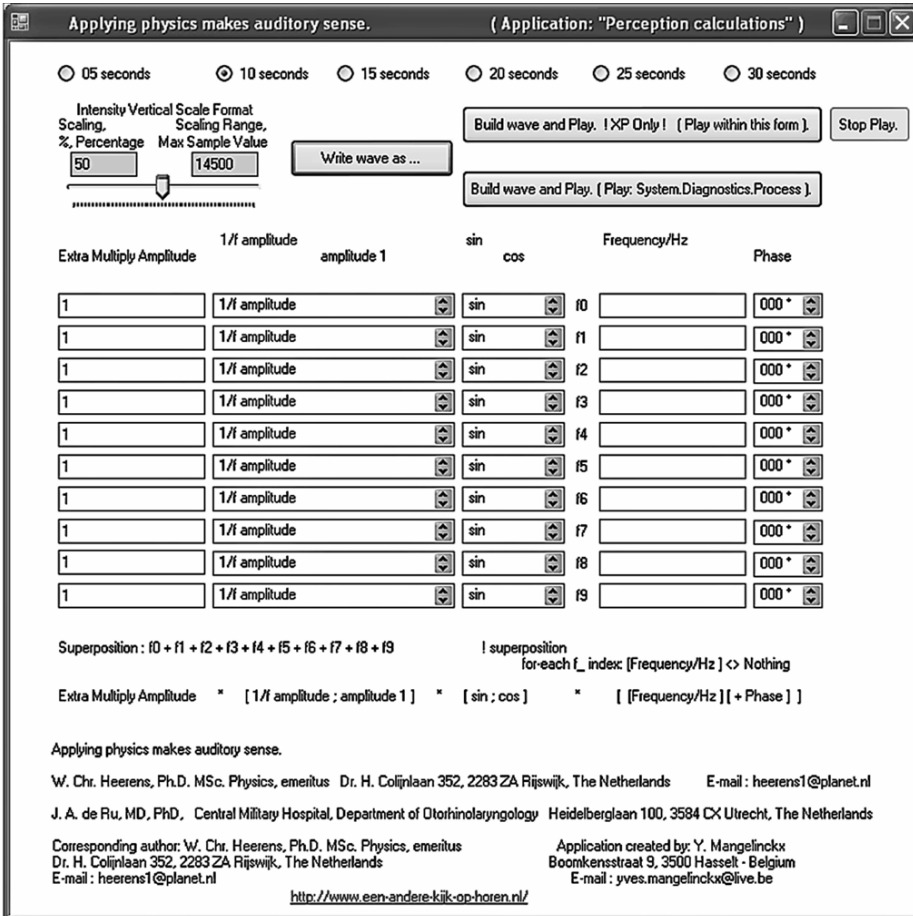 Applying physics makes auditory sense. ( Application: "Perception calculations" )
05 seconds 10 seconds 15 seconds 20 seconds 25 seconds 30 seconds
Intensity Vertical Scale Format
Scaling, Scaling Range,
%, Percentage Max Sample Value
50 14500
Write wave as ...
Build wave and Play. ! XP Only ! ( Play within this form ). Stop Play.
Build wave and Play. ( Play: System.Diagnostics.Process ).
1/f amplitude sin Frequency/Hz
Extra Multiply Amplitude amplitude 1 cos Phase
1 1/f amplitude sin f0 000 °
1 1/f amplitude sin f1 000 °
1 1/f amplitude sin f2 000 °
1 1/f amplitude sin f3 000 °
1 1/f amplitude sin f4 000 °
1 1/f amplitude sin f5 000 °
1 1/f amplitude sin f6 000 °
1 1/f amplitude sin f7 000 °
1 1/f amplitude sin f8 000 °
1 1/f amplitude sin f9 000 °
Superposition : f0 + f1 + f2 + f3 + f4 + f5 + f6 + f7 + f8 + f9 ! superposition
for-each f_ index: [Frequency/Hz ] <> Nothing
Extra Multiply Amplitude * [ 1/f amplitude ; amplitude 1 ] * [ sin ; cos ] * [ [Frequency/Hz ] [ + Phase ] ]
Applying physics makes auditory sense.
W. Chr. Heerens, Ph.D. MSc. Physics, emeritus Dr. H. Colijnlaan 352, 2283 ZA Rijswijk, The Netherlands E-mail : heerens1@planet.nl
J. A. de Ru, MD, PhD, Central Military Hospital, Department of Otorhinolaryngology Heidelberglaan 100, 3584 CX Utrecht, The Netherlands
Corresponding author: W. Chr. Heerens, Ph.D. MSc. Physics, emeritus
Dr. H. Colijnlaan 352, 2283 ZA Rijswijk, The Netherlands
E-mail : heerens1@planet.nl
Application created by: Y. Mangelinckx
Boomkensstraat 9, 3500 Hasselt - Belgium
E-mail : yves.mangelinckx@live.be
http://www.een-andere-kijk-op-horen.nl/